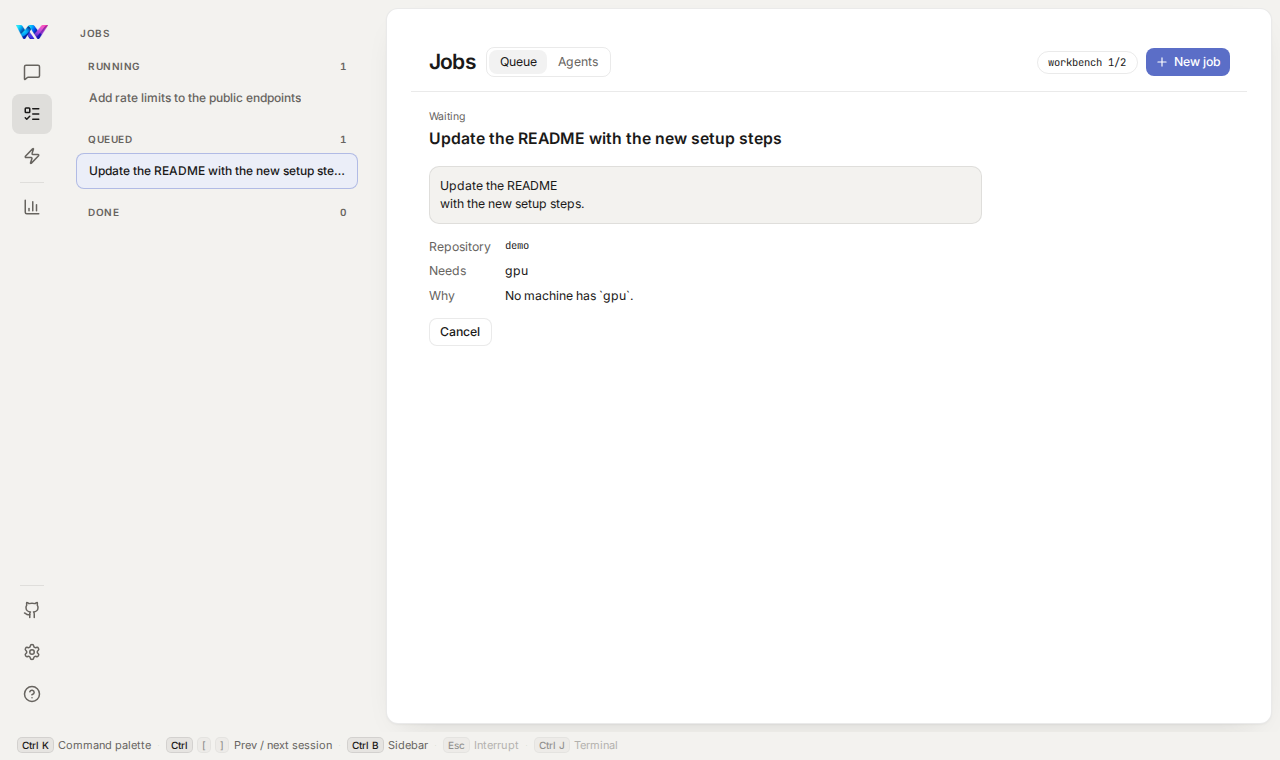 JOBS
RUNNING 1
Add rate limits to the public endpoints
QUEUED 1
Update the README with the new setup ste...
DONE 0
Jobs Queue Agents workbench 1/2 New job
Waiting
Update the README with the new setup steps
Update the README
with the new setup steps.
Repository demo
Needs gpu
Why No machine has `gpu`.
Cancel
Ctrl K Command palette Ctrl [ ] Prev / next session Ctrl B Sidebar Esc Interrupt Ctrl J Terminal